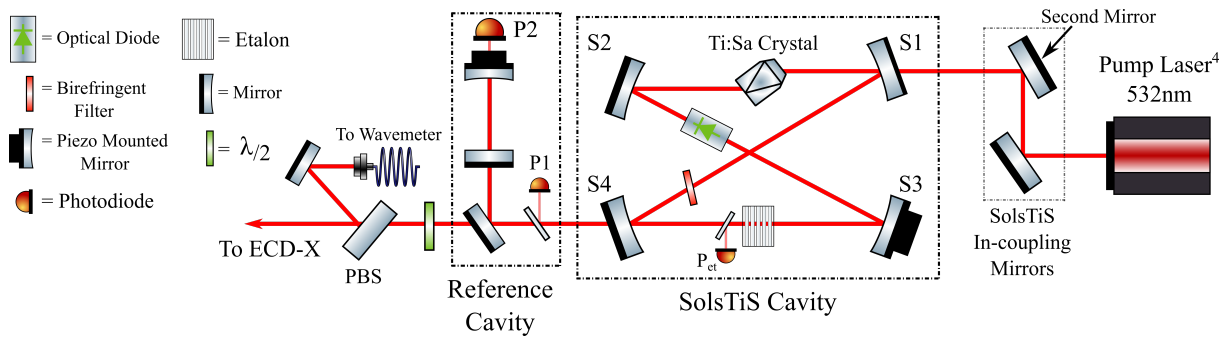 = Optical Diode
= Etalon
= Birefringent
Filter
= Mirror
= Piezo Mounted
Mirror
= λ/2
= Photodiode
To Wavemeter
To ECD-X
PBS
P2
P1
Reference
Cavity
S2
Ti:Sa Crystal
S1
S4
S3
Pet
SolsTiS Cavity
Second Mirror
SolsTiS
In-coupling
Mirrors
Pump Laser⁴
532nm